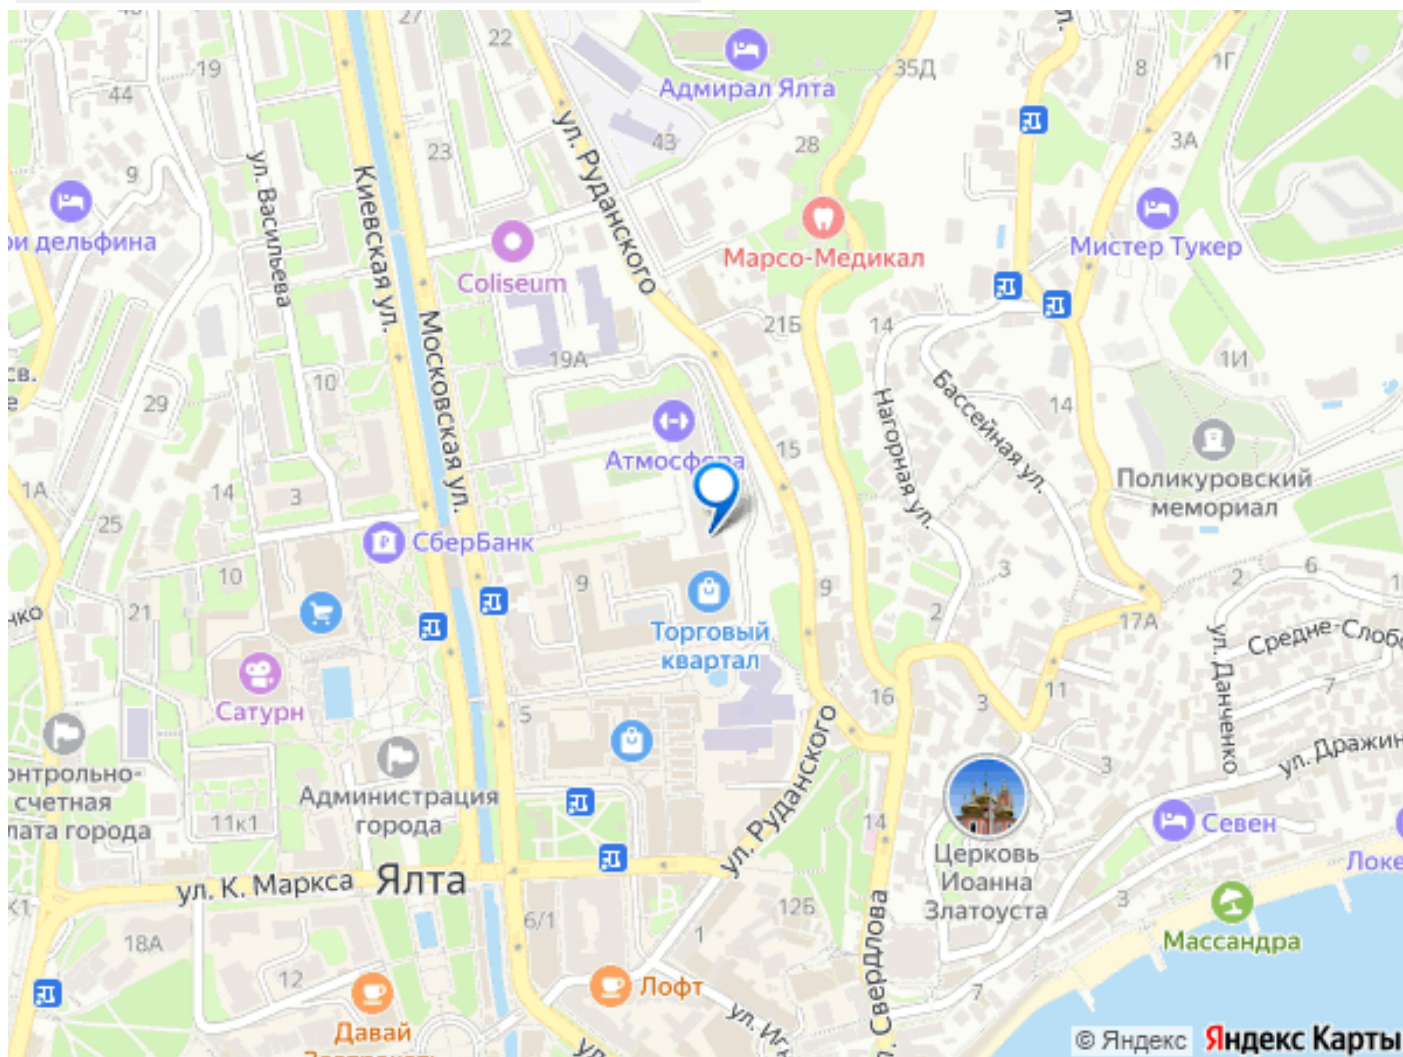 27
22
19
44
Адмирал Ялта
35Д
8
1Г
ул. Руданского
43
28
3А
23
9
ул. Васильева
Киевская ул.
Мистер Тукер
Марсо-Медикал
Coliseum
Московская ул.
21Б
14
19А
1И
10
29
Бассейная ул.
14
Нагорная ул.
15
Атмосфера
Поликуровский
мемориал
1А
14
3
25
СберБанк
10
9
9
3
2
6
2
21
17А
Торговый
квартал
ул. Данченко
Сатурн
5
16
3
11
7
ул. Руданского
3
Администрация
города
счетная
11к1
14
Севен
Церковь
Иоанна
Златоуста
ул. К. Маркса
Ялта
3
18А
6/1
12Б
1
ул. Свердлова
Массандра
12
Лофт
7
Давай
© Яндекс
Яндекс Карты